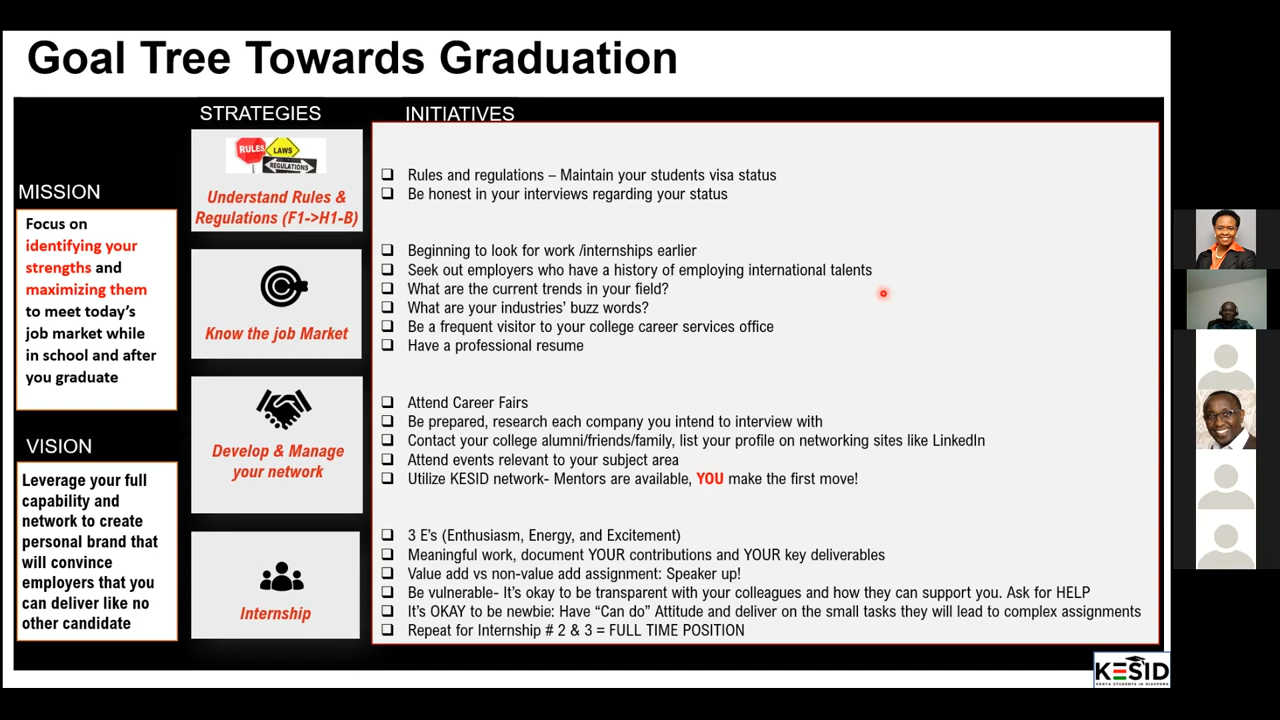 Goal Tree Towards Graduation
STRATEGIES
INITIATIVES
MISSION
Focus on
identifying your
strengths and
maximizing them
to meet today's
job market while
in school and after
you graduate
VISION
Leverage your full
capability and
network to create
personal brand that
will convince
employers that you
can deliver like no
other candidate
RULES
LAWS
REGULATIONS
Understand Rules &
Regulations (F1->H1-B)
Know the job Market
Develop & Manage
your network
Internship
❑ Rules and regulations – Maintain your students visa status
❑ Be honest in your interviews regarding your status
❑ Beginning to look for work /internships earlier
❑ Seek out employers who have a history of employing international talents
❑ What are the current trends in your field?
❑ What are your industries' buzz words?
❑ Be a frequent visitor to your college career services office
❑ Have a professional resume
❑ Attend Career Fairs
❑ Be prepared, research each company you intend to interview with
❑ Contact your college alumni/friends/family, list your profile on networking sites like LinkedIn
❑ Attend events relevant to your subject area
❑ Utilize KESID network- Mentors are available, YOU make the first move!
❑ 3 E's (Enthusiasm, Energy, and Excitement)
❑ Meaningful work, document YOUR contributions and YOUR key deliverables
❑ Value add vs non-value add assignment: Speaker up!
❑ Be vulnerable- It's okay to be transparent with your colleagues and how they can support you. Ask for HELP
❑ It's OKAY to be newbie: Have "Can do" Attitude and deliver on the small tasks they will lead to complex assignments
❑ Repeat for Internship # 2 & 3 = FULL TIME POSITION
KESID
KENYA STUDENTS IN DIASPORA